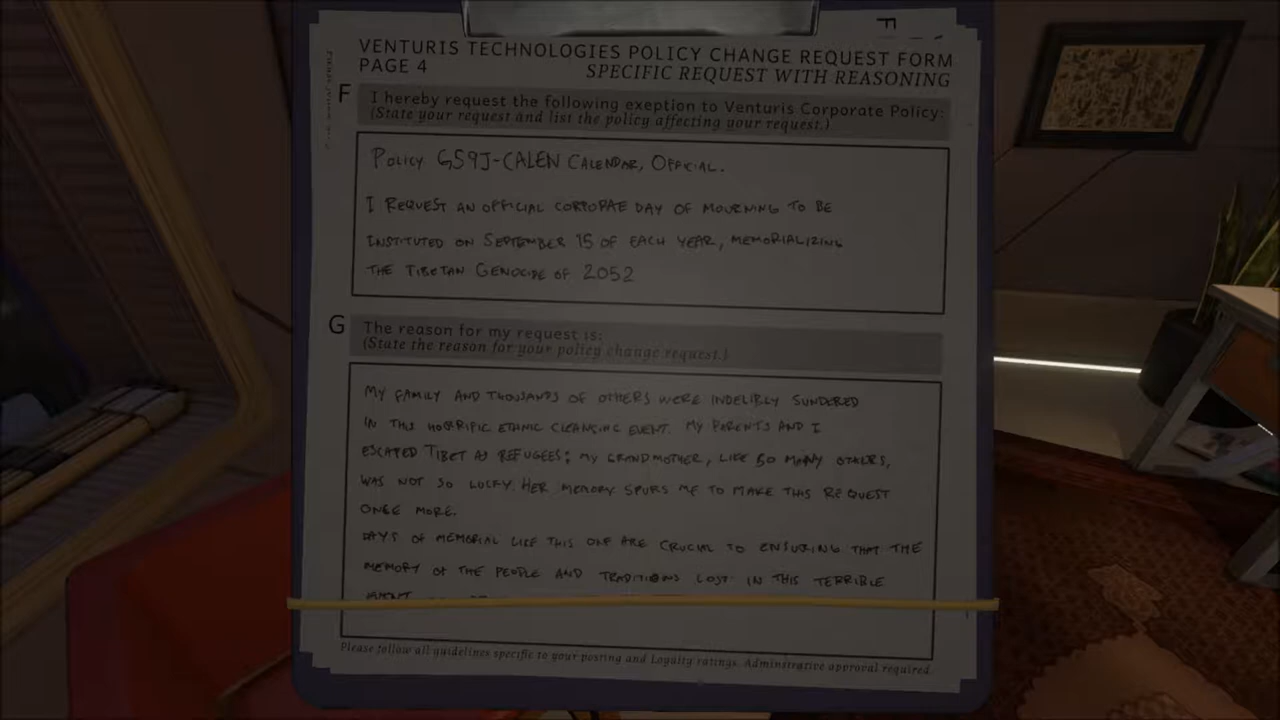 VENTURIS TECHNOLOGIES POLICY CHANGE REQUEST FORM
PAGE 4
SPECIFIC REQUEST WITH REASONING
F
I hereby request the following exeption to Venturis Corporate Policy:
(State your request and list the policy affecting your request.)
POLICY GS9J-CALEN CALENDAR, OFFICIAL.
I REQUEST AN OFFICIAL CORPORATE DAY OF MOURNING TO BE
INSTITUTED ON SEPTEMBER 15 OF EACH YEAR, MEMORIALIZING
THE TIBETAN GENOCIDE OF 2052
G
The reason for my request is:
(State the reason for your policy change request.)
MY FAMILY AND THOUSANDS OF OTHERS WERE INDELIBLY SUNDERED
IN THIS HORRIFIC ETHNIC CLEANSING EVENT. MY PARENTS AND I
ESCAPED TIBET AS REFUGEES; MY GRANDMOTHER, LIKE SO MANY OTHERS,
WAS NOT SO LUCKY. HER MEMORY SPURS ME TO MAKE THIS REQUEST
ONCE MORE.
DAYS OF MEMORIAL LIKE THIS ONE ARE CRUCIAL TO ENSURING THAT THE
MEMORY OF THE PEOPLE AND TRADITIONS LOST IN THIS TERRIBLE
Please follow all guidelines specific to your posting and Loyalty ratings. Adminstrative approval required.